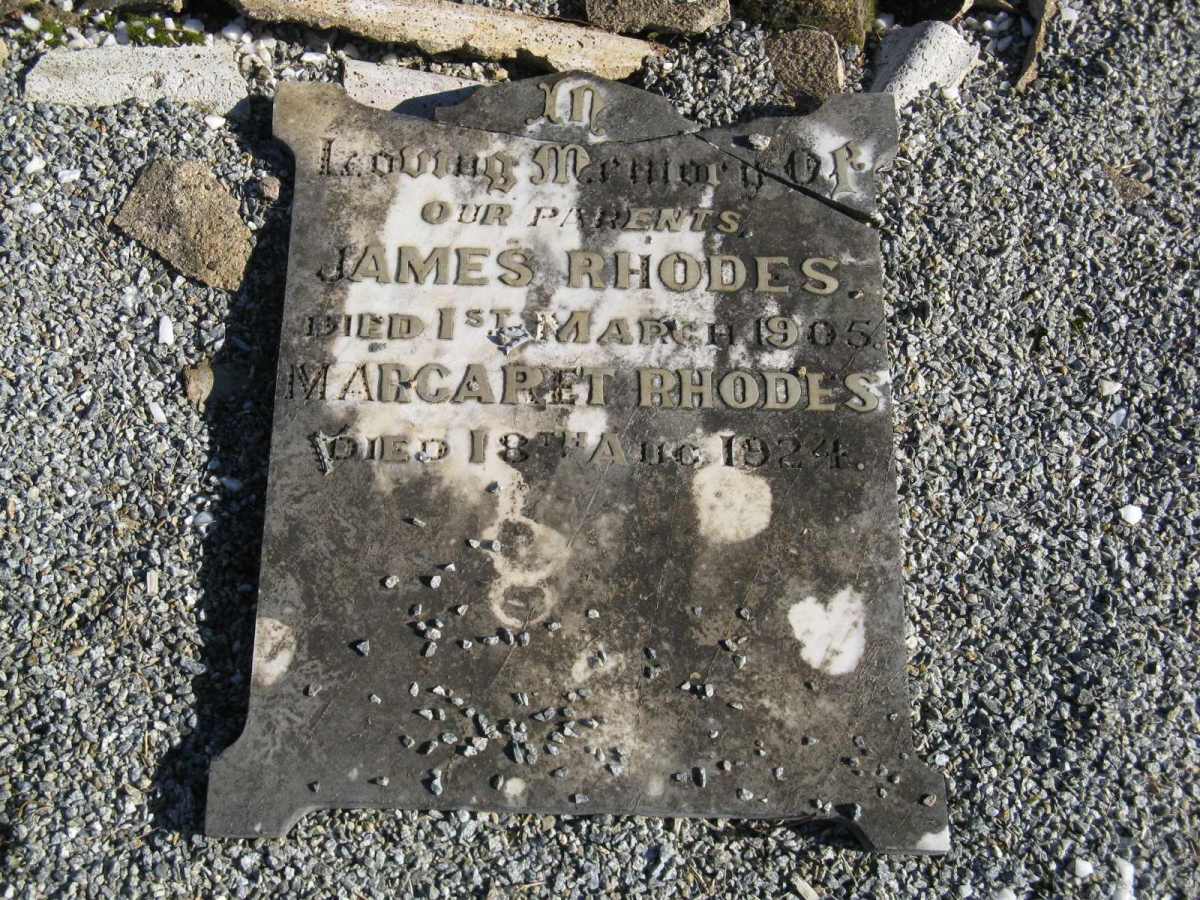 In
Loving Memory Of
OUR PARENTS,
JAMES RHODES.
DIED 1ST MARCH 1905.
MARGARET RHODES
DIED 18TH AUG 1924.